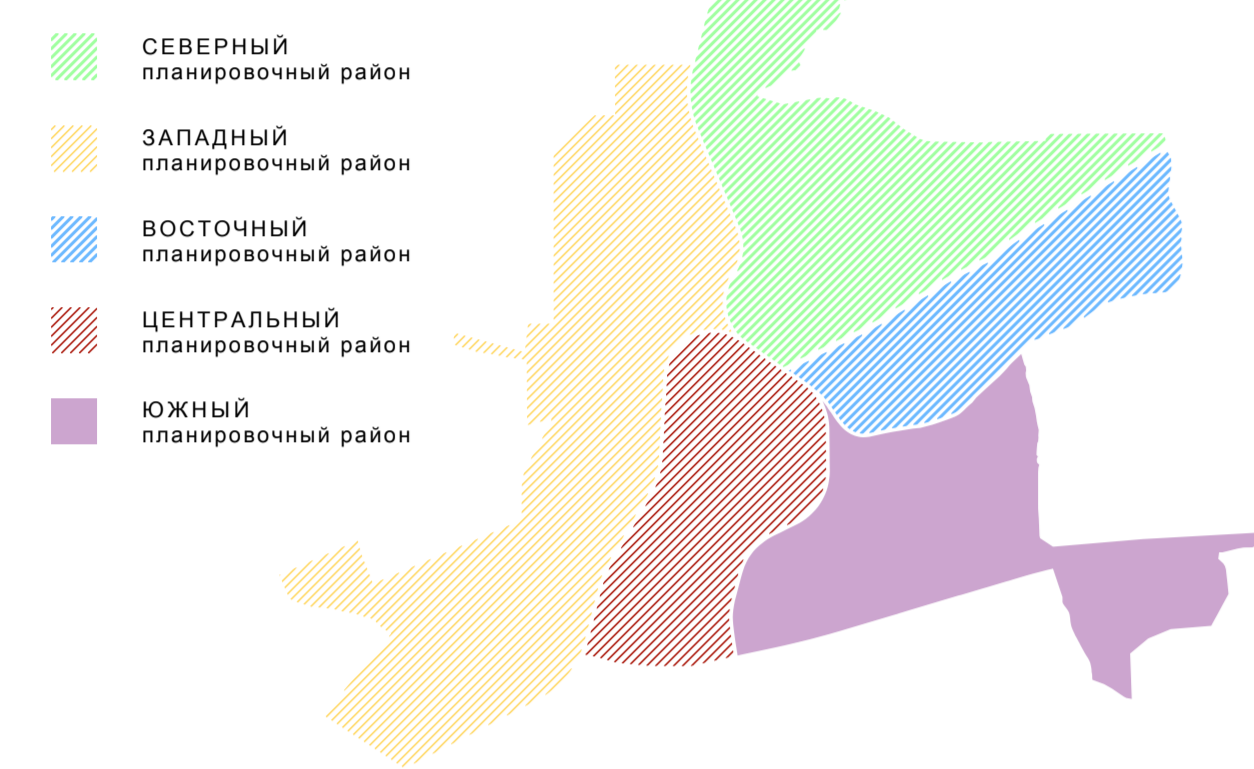 СЕВЕРНЫЙ
планировочный район
ЗАПАДНЫЙ
планировочный район
ВОСТОЧНЫЙ
планировочный район
ЦЕНТРАЛЬНЫЙ
планировочный район
ЮЖНЫЙ
планировочный район